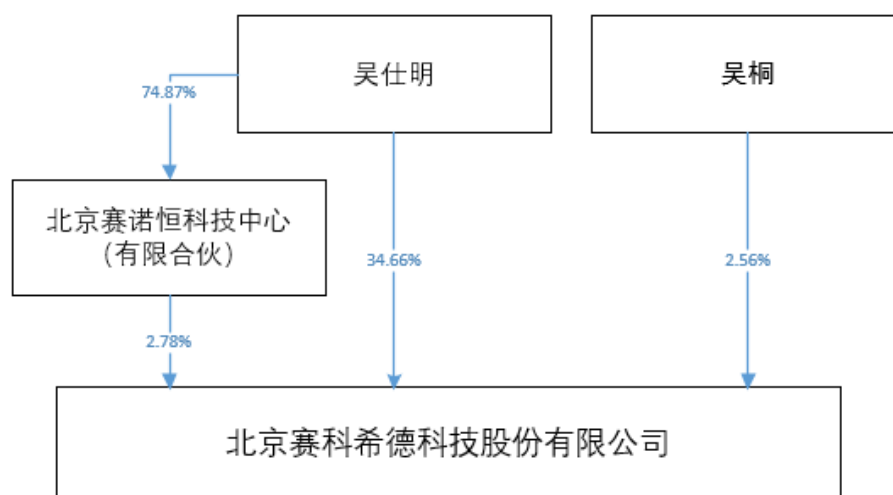 吴仕明
吴桐
74.87%
北京赛诺恒科技中心
（有限合伙）
34.66%
2.56%
2.78%
北京赛科希德科技股份有限公司